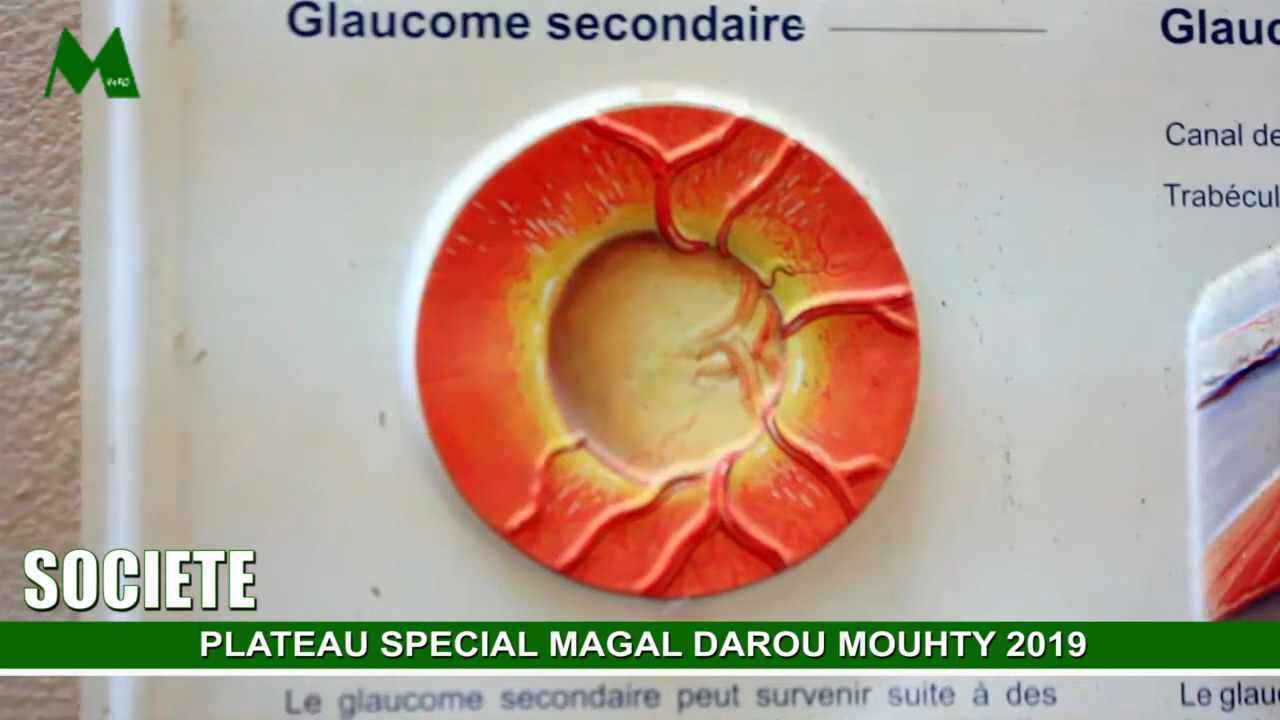 Glaucome secondaire
Glauc
Canal de
Trabécul
SOCIETE
PLATEAU SPECIAL MAGAL DAROU MOUHTY 2019
Le glaucome secondaire peut survenir suite à des
Le glau